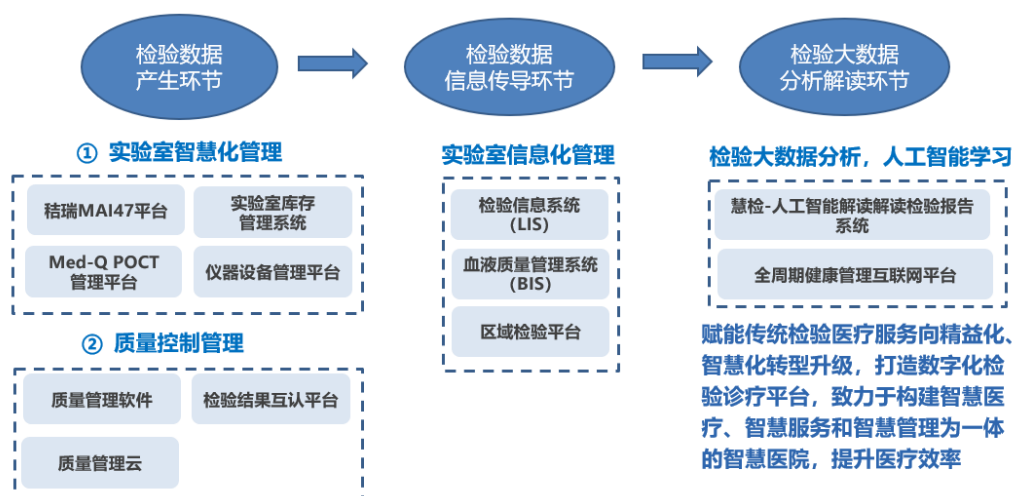 检验数据
产生环节
检验数据
信息传导环节
检验大数据
分析解读环节
① 实验室智慧化管理
秸瑞MAI47平台
实验室库存
管理系统
Med-Q POCT
管理平台
仪器设备管理平台
② 质量控制管理
质量管理软件
检验结果互认平台
质量管理云
实验室信息化管理
检验信息系统
（LIS）
血液质量管理系统
（BIS）
区域检验平台
检验大数据分析，人工智能学习
慧检-人工智能解读解读检验报告
系统
全周期健康管理互联网平台
赋能传统检验医疗服务向精益化、
智慧化转型升级，打造数字化检
验诊疗平台，致力于构建智慧医
疗、智慧服务和智慧管理为一体
的智慧医院，提升医疗效率